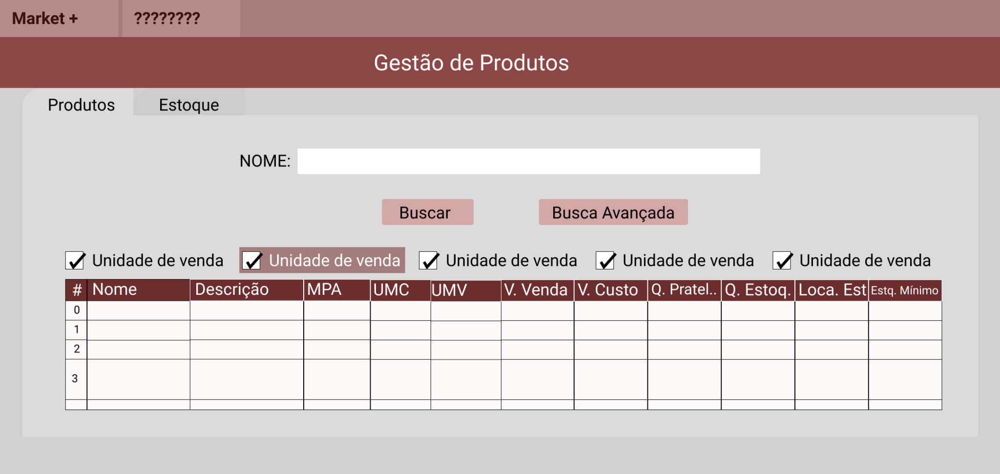 Market + ????????
Gestão de Produtos
Produtos Estoque
NOME:
Buscar Busca Avançada
Unidade de venda Unidade de venda Unidade de venda Unidade de venda Unidade de venda
# Nome Descrição MPA UMC UMV V. Venda V. Custo Q. Pratel.. Q. Estoq. Loca. Est Estq. Mínimo
0
1
2
3